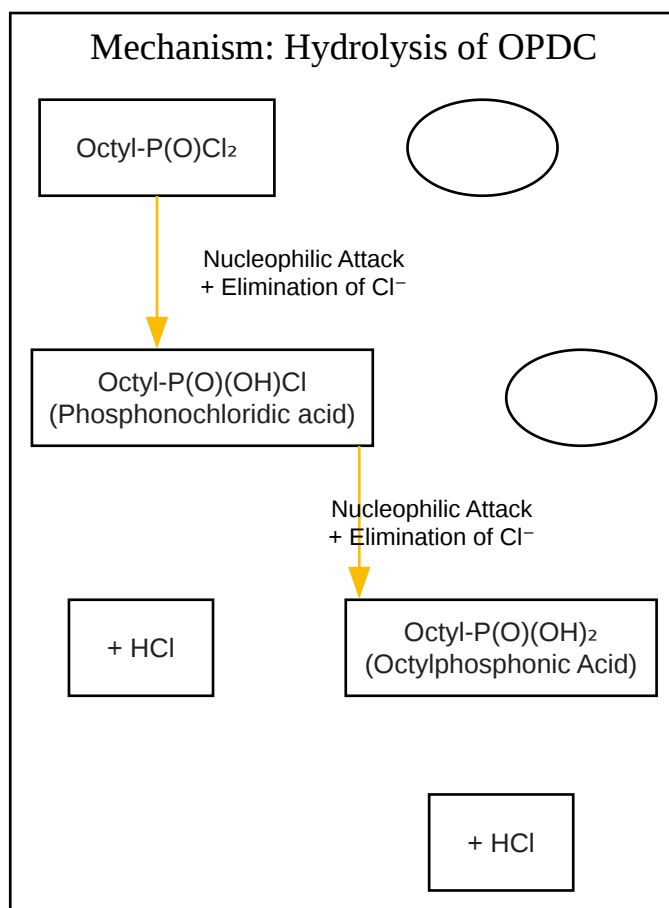 Mechanism: Hydrolysis of OPDC
Octyl-P(O)Cl₂
Nucleophilic Attack
+ Elimination of Cl⁻
Octyl-P(O)(OH)Cl
(Phosphonochloridic acid)
Nucleophilic Attack
+ Elimination of Cl⁻
+ HCl
Octyl-P(O)(OH)₂
(Octylphosphonic Acid)
+ HCl